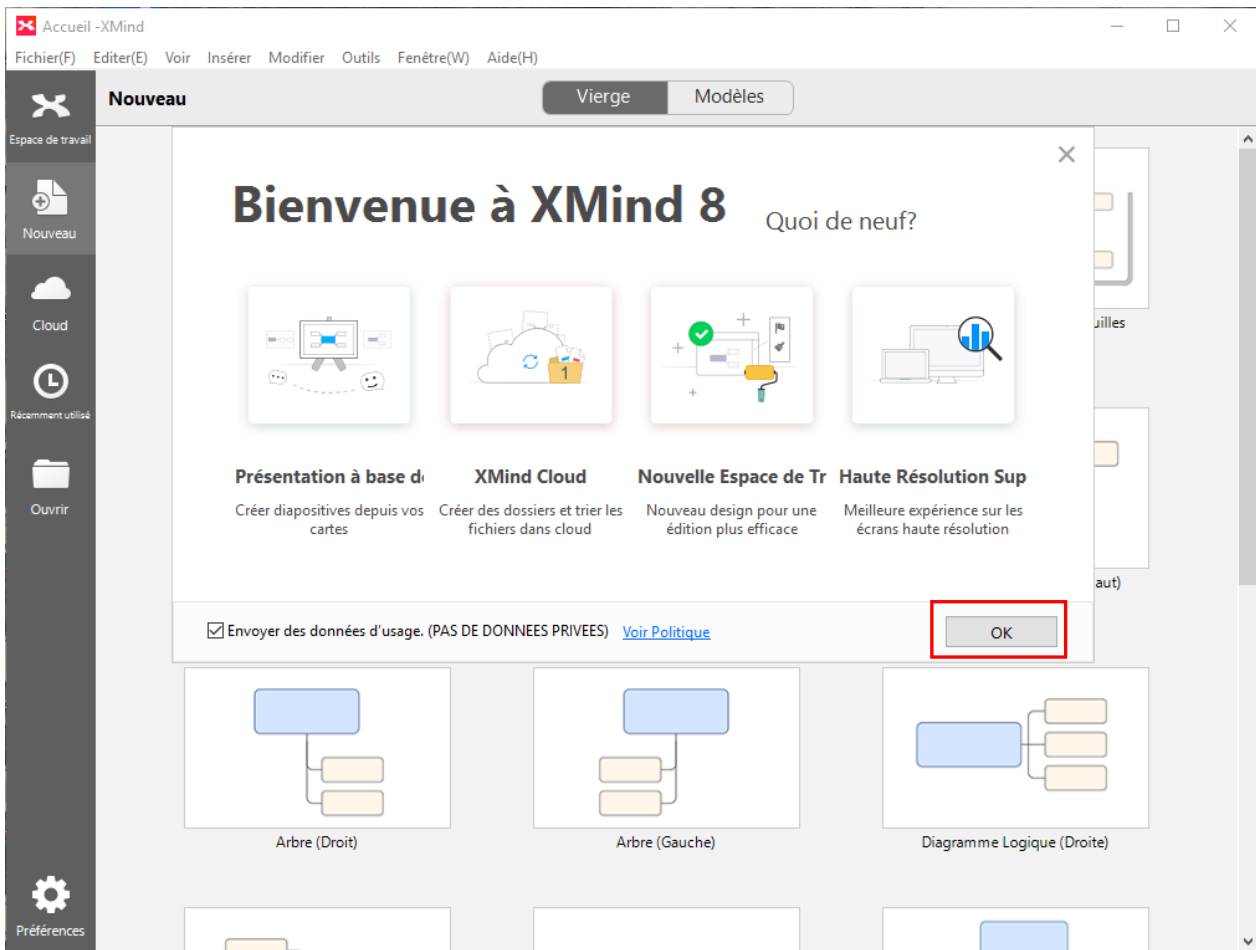 Accueil -XMind
Fichier(F) Editer(E) Voir Insérer Modifier Outils Fenêtre(W) Aide(H)
Espace de travail
Nouveau
Cloud
Récemment utilisé
Ouvrir
Préférences
Nouveau
Vierge Modèles
Bienvenue à XMind 8 Quoi de neuf?
1
Présentation à base de XMind Cloud Nouvelle Espace de Tr Haute Résolution Sup
Créer diapositives depuis vos Créer des dossiers et trier les Nouveau design pour une Meilleure expérience sur les
cartes fichiers dans cloud édition plus efficace écrans haute résolution
Envoyer des données d'usage. (PAS DE DONNEES PRIVEES) Voir Politique OK
uilles
aut)
Arbre (Droit) Arbre (Gauche) Diagramme Logique (Droite)